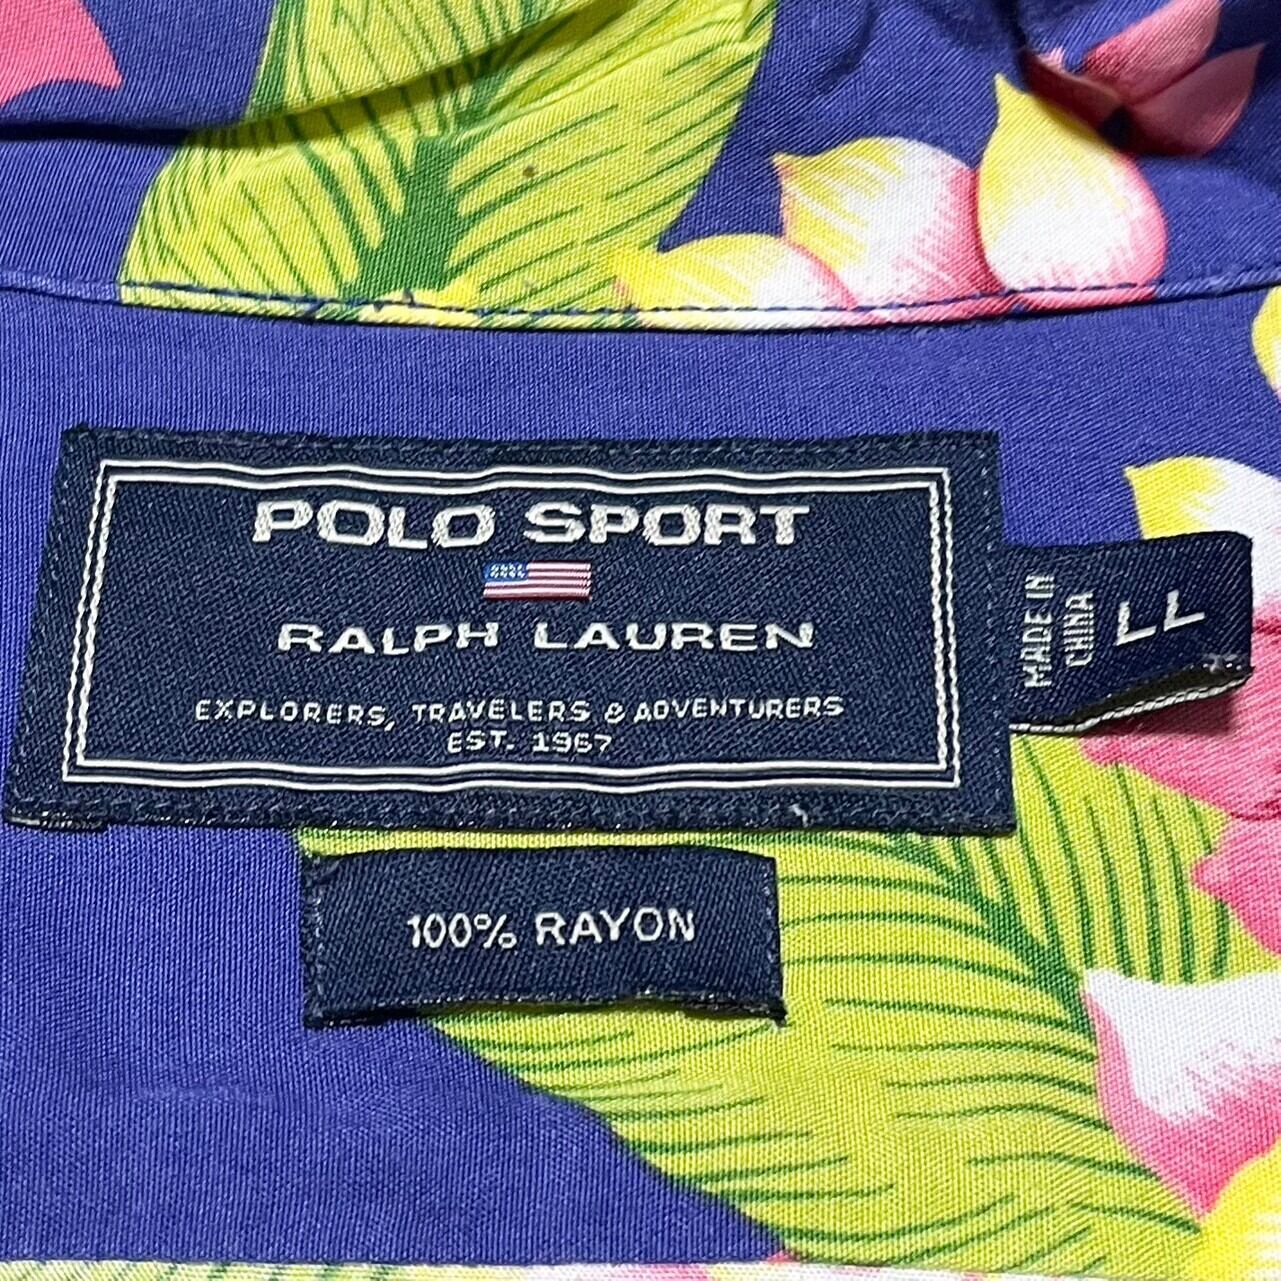 POLO SPORT
RALPH LAUREN
EXPLORERS, TRAVELERS & ADVENTURERS
EST. 1967
MADE IN
CHINA
LL
100% RAYON